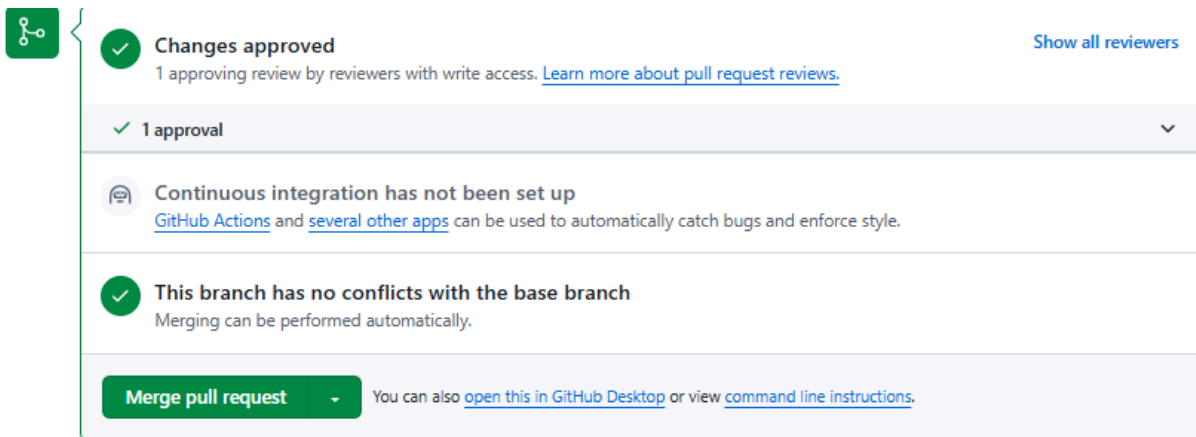 Changes approved
Show all reviewers
1 approving review by reviewers with write access. Learn more about pull request reviews.
1 approval
Continuous integration has not been set up
GitHub Actions and several other apps can be used to automatically catch bugs and enforce style.
This branch has no conflicts with the base branch
Merging can be performed automatically.
Merge pull request
You can also open this in GitHub Desktop or view command line instructions.